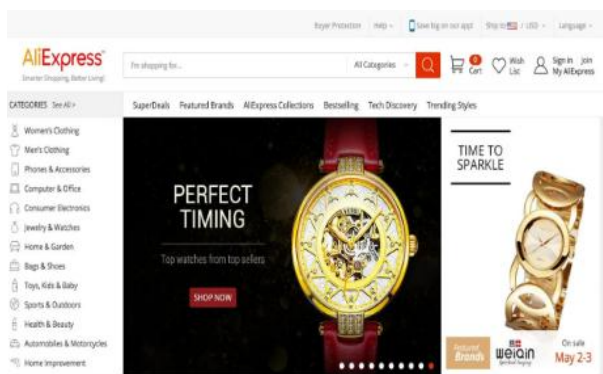 Buyer Protection Help Save big on our app! Ship to / USD Language
AliExpress™
Smarter Shopping, Better Living!
I'm shopping for...
All Categories
0
Cart
Wish
List
Sign in Join
My AliExpress
CATEGORIES See All >
SuperDeals Featured Brands AliExpress Collections Bestselling Tech Discovery Trending Styles
Women's Clothing
Men's Clothing
Phones & Accessories
Computer & Office
Consumer Electronics
Jewelry & Watches
Home & Garden
Bags & Shoes
Toys, Kids & Baby
Sports & Outdoors
Health & Beauty
Automobiles & Motorcycles
Home Improvement
PERFECT
TIMING
Top watches from top sellers
SHOP NOW
TIME TO
SPARKLE
Featured
Brands
weiqin
On sale
May 2-3